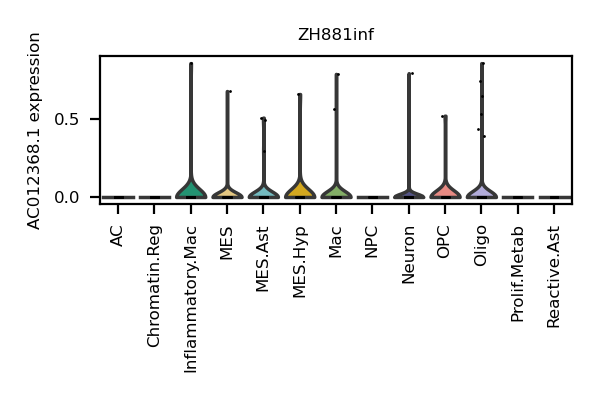 ZH881inf
AC012368.1 expression
0.5
0.0
AC
Chromatin.Reg
Inflammatory.Mac
MES
MES.Ast
MES.Hyp
Mac
NPC
Neuron
OPC
Oligo
Prolif.Metab
Reactive.Ast